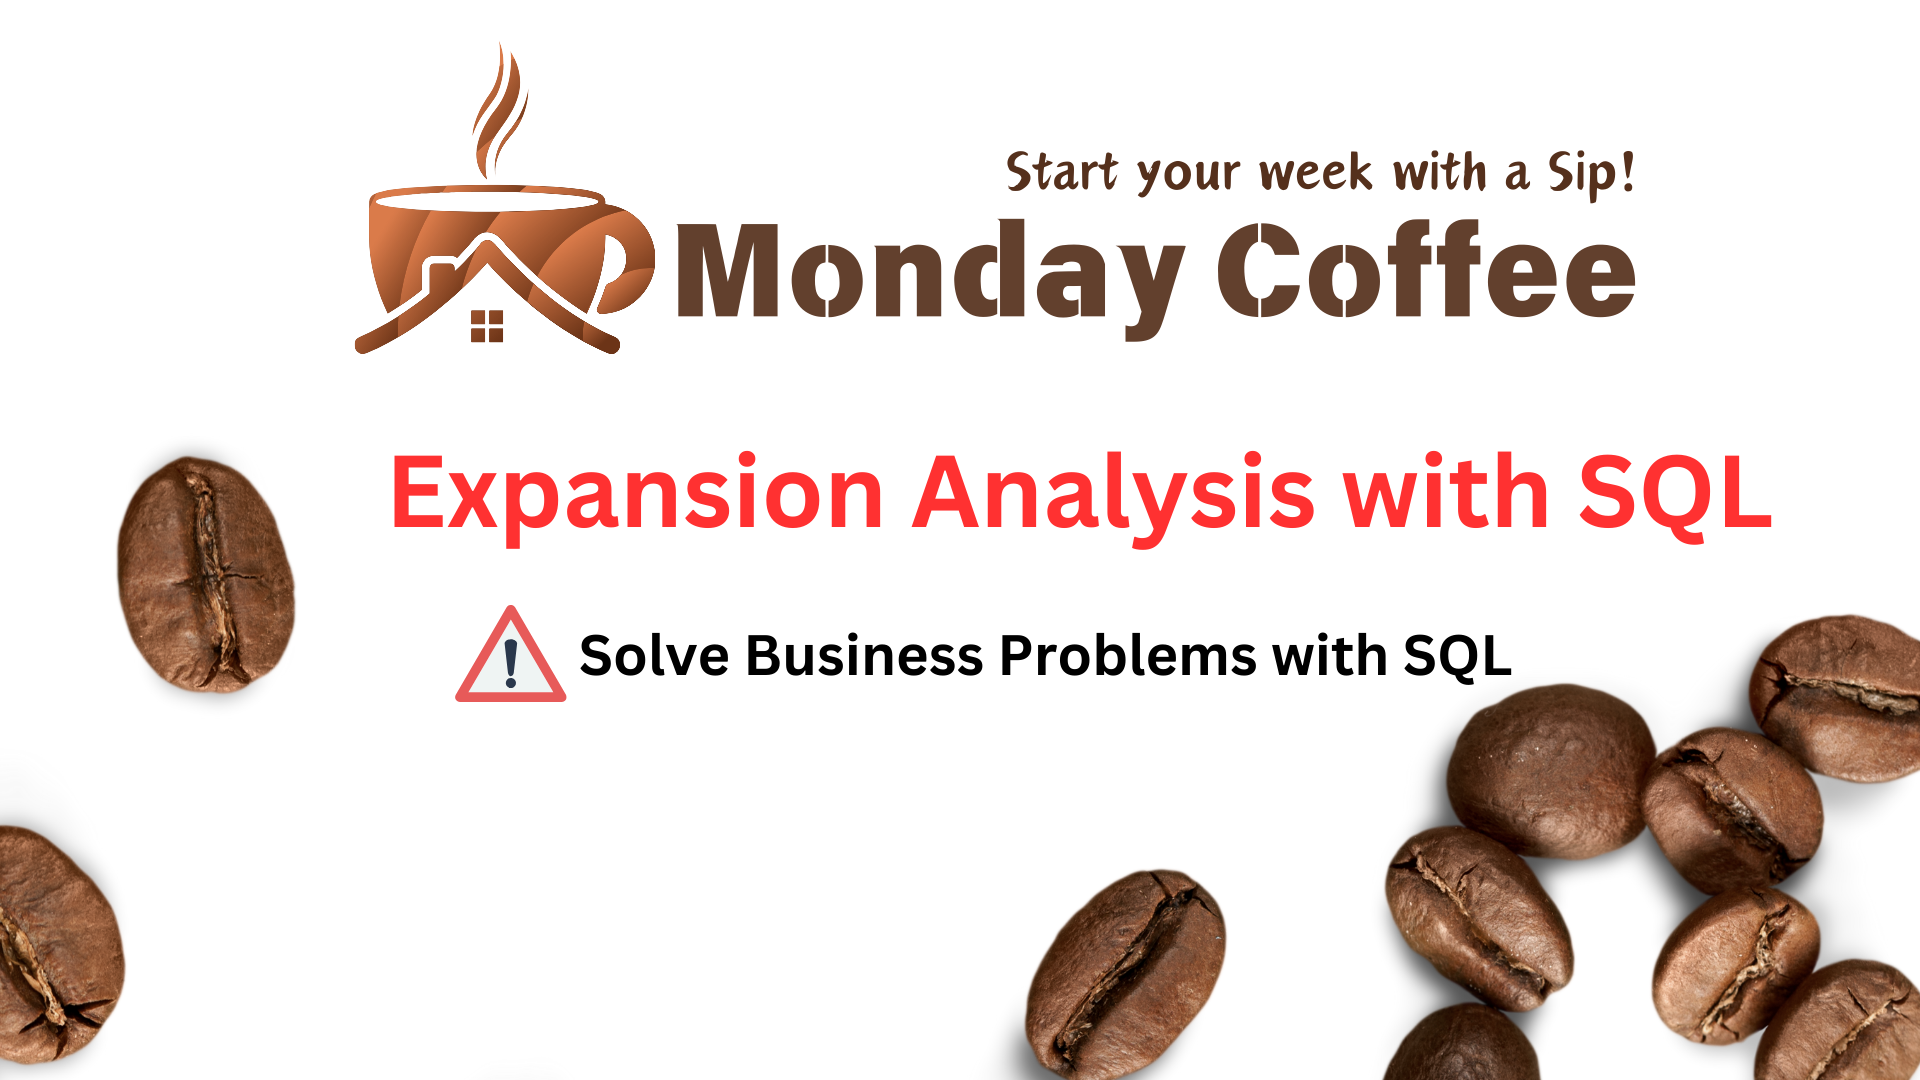 Start your week with a Sip!
Monday Coffee
Expansion Analysis with SQL
Solve Business Problems with SQL